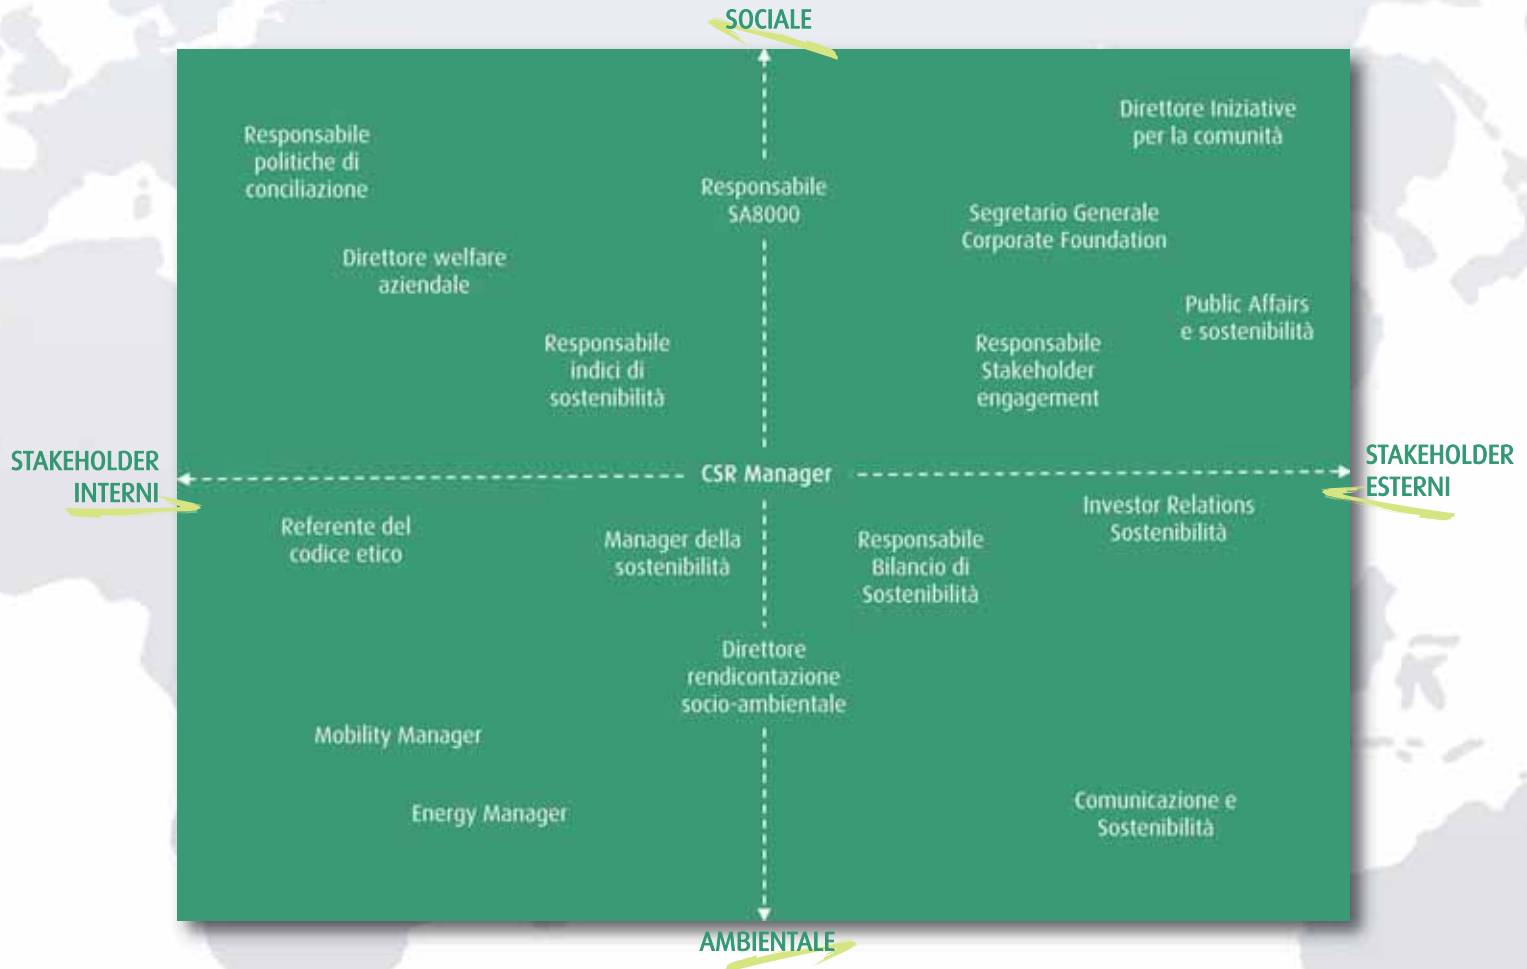 SOCIALE
Responsabile
politiche di
conciliazione
Direttore welfare
aziendale
Responsabile
indici di
sostenibilità
Responsabile
SA8000
Direttore Iniziative
per la comunità
Segretario Generale
Corporate Foundation
Public Affairs
e sostenibilità
Responsabile
Stakeholder
engagement
STAKEHOLDER
INTERNI
CSR Manager
STAKEHOLDER
ESTERNI
Referente del
codice etico
Manager della
sostenibilità
Responsabile
Bilancio di
Sostenibilità
Investor Relations
Sostenibilità
Direttore
rendicontazione
socio-ambientale
Mobility Manager
Energy Manager
Comunicazione e
Sostenibilità
AMBIENTALE